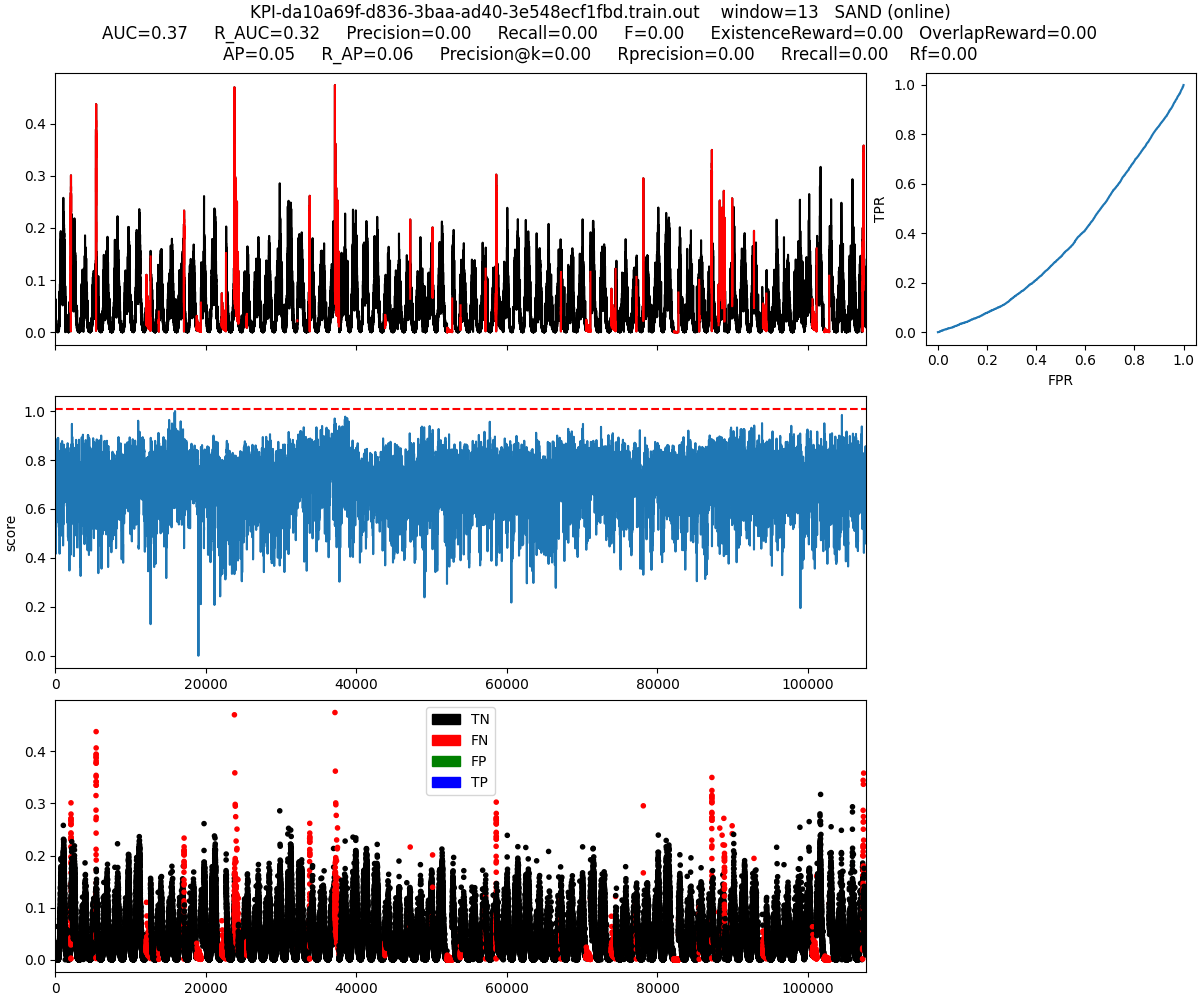 KPI-da10a69f-d836-3baa-ad40-3e548ecf1fbd.train.out    window=13   SAND (online)
AUC=0.37     R_AUC=0.32     Precision=0.00     Recall=0.00     F=0.00     ExistenceReward=0.00   OverlapReward=0.00
AP=0.05     R_AP=0.06     Precision@k=0.00     Rprecision=0.00     Rrecall=0.00     Rf=0.00
0.4
0.3
0.2
0.1
0.0
TPR
1.0
0.8
0.6
0.4
0.2
0.0
0.0 0.2 0.4 0.6 0.8 1.0
FPR
score
1.0
0.8
0.6
0.4
0.2
0.0
0 20000 40000 60000 80000 100000
TN
FN
FP
TP
0.4
0.3
0.2
0.1
0.0
0 20000 40000 60000 80000 100000